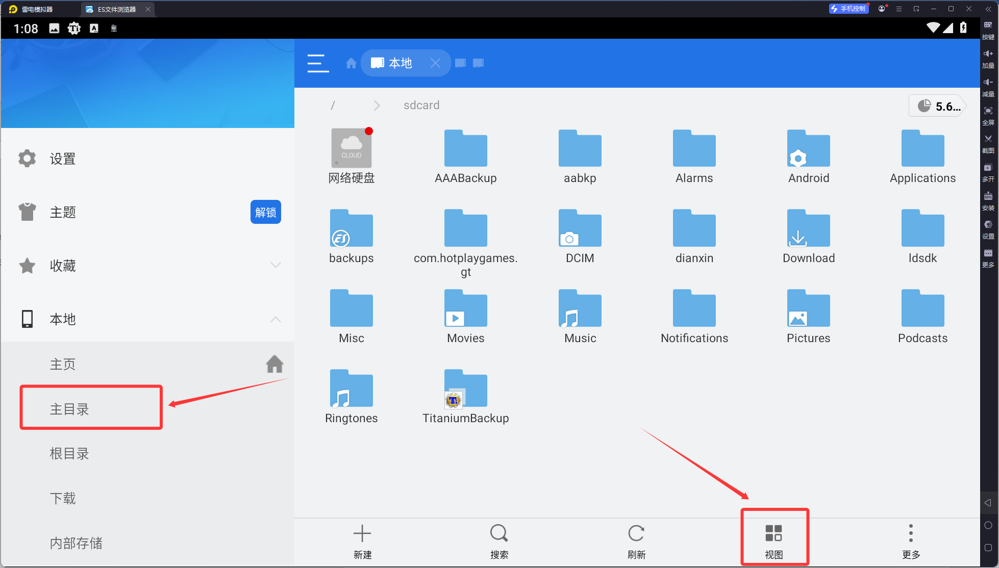 雷电模拟器
ES文件浏览器
手机控制
1:08
本地
/
sdcard
5.6...
设置
主题
解锁
收藏
本地
主页
主目录
根目录
下载
内部存储
CLOUD
网络硬盘
AAABackup
aabkp
Alarms
Android
Applications
ES
backups
com.hotplaygames.
gt
DCIM
dianxin
Download
ldsdk
Misc
Movies
Music
Notifications
Pictures
Podcasts
Ringtones
TitaniumBackup
新建
搜索
刷新
视图
更多
按键
加量
减量
全屏
截图
多开
APK
安装
设置
更多